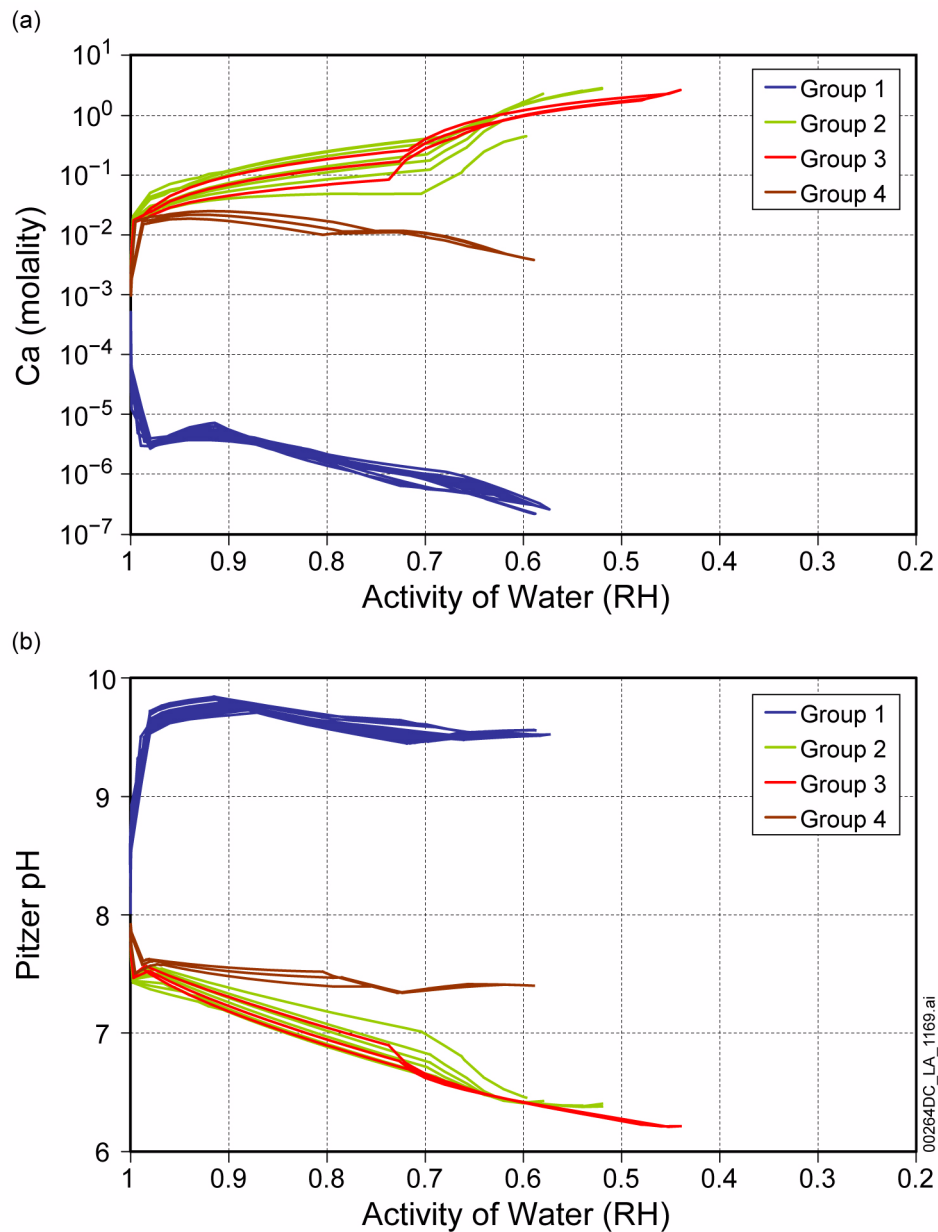 (a)
10¹
10⁰
10⁻¹
10⁻²
10⁻³
10⁻⁴
10⁻⁵
10⁻⁶
10⁻⁷
Ca (molality)
Group 1
Group 2
Group 3
Group 4
1 0.9 0.8 0.7 0.6 0.5 0.4 0.3 0.2
Activity of Water (RH)
(b)
10
9
8
7
6
Pitzer pH
Group 1
Group 2
Group 3
Group 4
1 0.9 0.8 0.7 0.6 0.5 0.4 0.3 0.2
Activity of Water (RH)
00264DC_LA_1169.ai